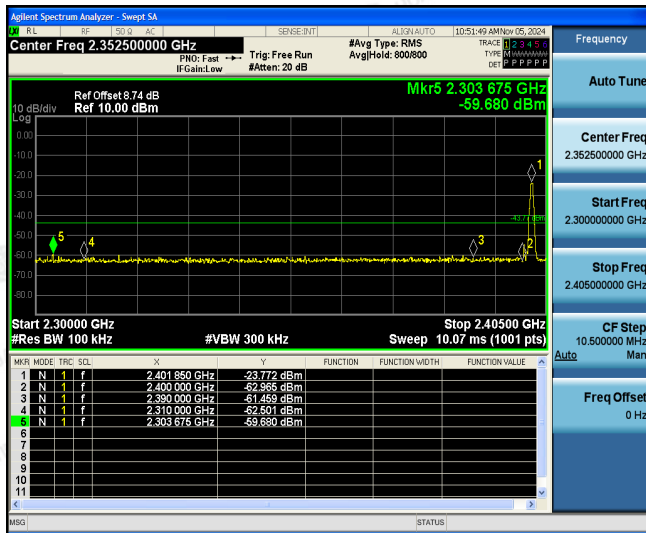 Agilent Spectrum Analyzer - Swept SA
RL RF 50 Ω AC SENSE:INT ALIGN AUTO 10:51:49 AM Nov 05, 2024
Center Freq 2.352500000 GHz
PNO: Fast
IFGain:Low
Trig: Free Run
#Atten: 20 dB
#Avg Type: RMS
Avg|Hold: 800/800
TRACE 1 2 3 4 5 6
TYPE M W W W W W
DET P P P P P P
Ref Offset 8.74 dB
Ref 10.00 dBm
10 dB/div
Log
Mkr5 2.303 675 GHz
-59.680 dBm
0.00
-10.0
-20.0
-30.0
-40.0
-50.0
-60.0
-70.0
-80.0
1
2
3
4
5
Start 2.30000 GHz
Stop 2.40500 GHz
#Res BW 100 kHz #VBW 300 kHz Sweep 10.07 ms (1001 pts)
MKR MODE TRC SCL X Y FUNCTION FUNCTION WIDTH FUNCTION VALUE
1 N 1 f 2.401 850 GHz -23.772 dBm
2 N 1 f 2.400 000 GHz -62.965 dBm
3 N 1 f 2.390 000 GHz -61.459 dBm
4 N 1 f 2.310 000 GHz -62.501 dBm
5 N 1 f 2.303 675 GHz -59.680 dBm
6
7
8
9
10
11
MSG STATUS
Frequency
Auto Tune
Center Freq
2.352500000 GHz
Start Freq
2.300000000 GHz
Stop Freq
2.405000000 GHz
CF Step
10.500000 MHz
Auto Man
Freq Offset
0 Hz